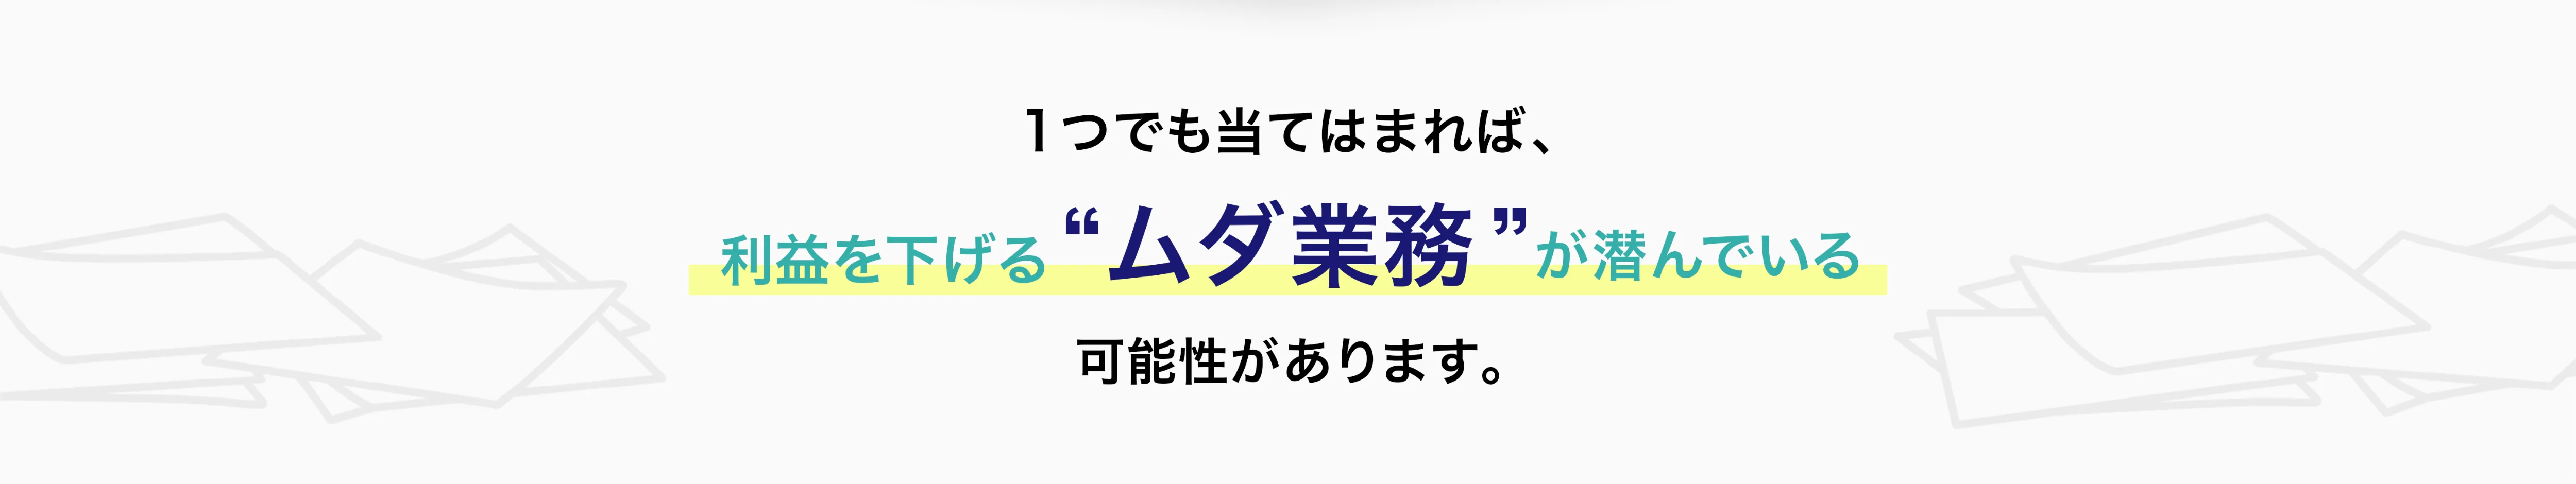 1つでも当てはまれば、
利益を下げる“ムダ業務”が潜んでいる
可能性があります。